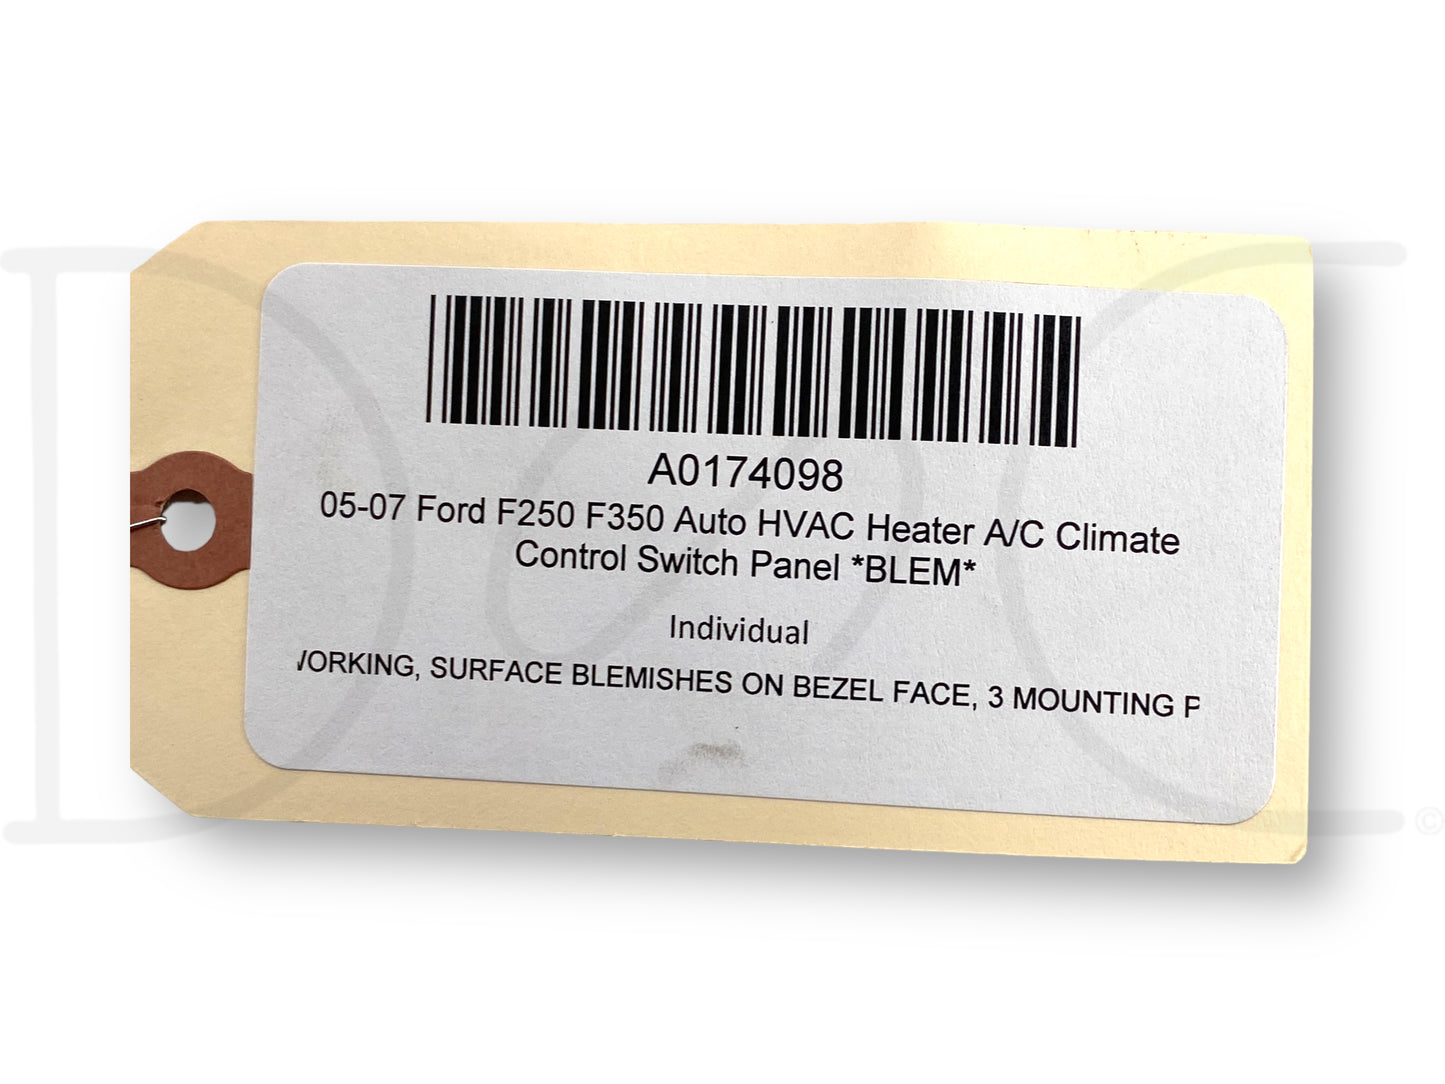 A0174098
05-07 Ford F250 F350 Auto HVAC Heater A/C Climate
Control Switch Panel *BLEM*
Individual
ORKING, SURFACE BLEMISHES ON BEZEL FACE, 3 MOUNTING